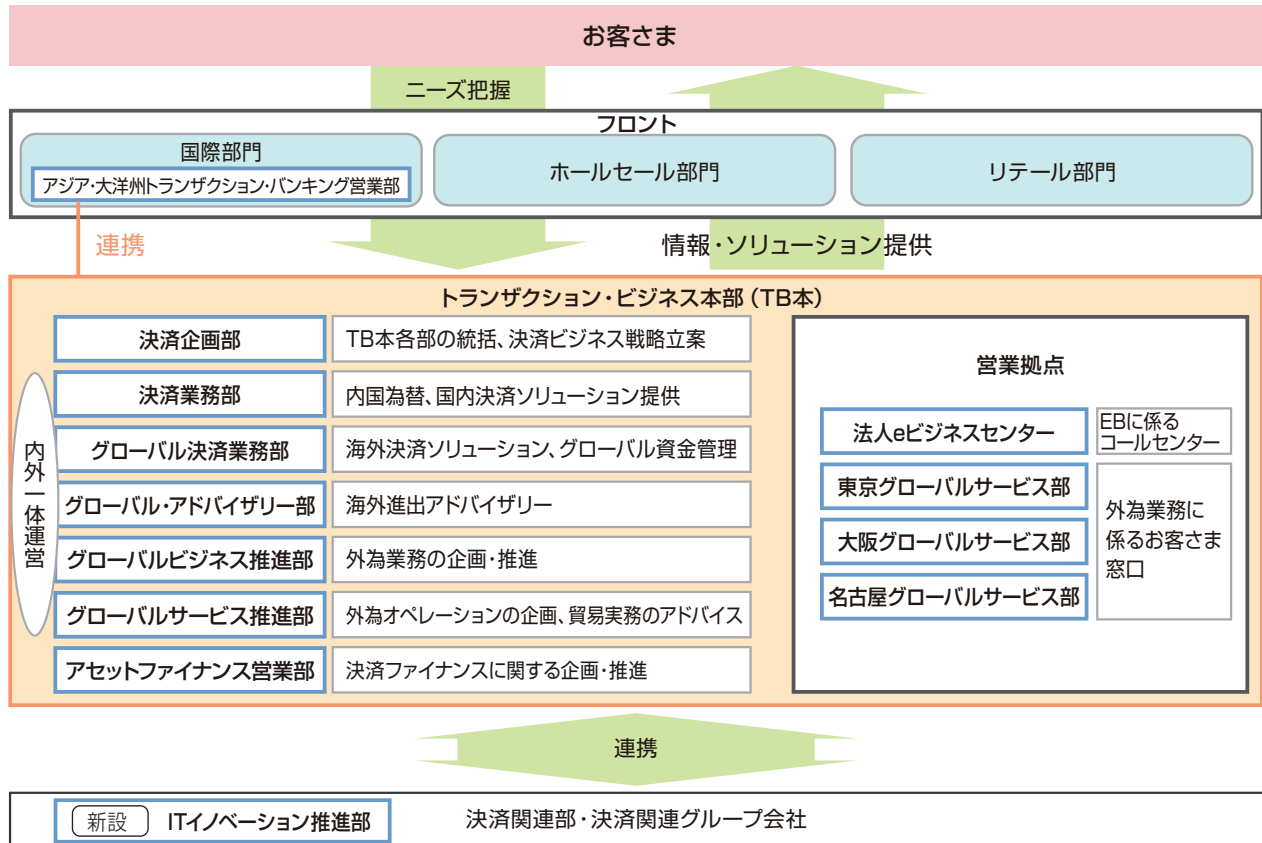 お客さま
ニーズ把握
フロント
国際部門
アジア・大洋州トランザクション・バンキング営業部
ホールセール部門
リテール部門
連携
情報・ソリューション提供
トランザクション・ビジネス本部（TB本）
内外一体運営
決済企画部
TB本各部の統括、決済ビジネス戦略立案
決済業務部
内国為替、国内決済ソリューション提供
グローバル決済業務部
海外決済ソリューション、グローバル資金管理
グローバル・アドバイザリー部
海外進出アドバイザリー
グローバルビジネス推進部
外為業務の企画・推進
グローバルサービス推進部
外為オペレーションの企画、貿易実務のアドバイス
アセットファイナンス営業部
決済ファイナンスに関する企画・推進
営業拠点
法人eビジネスセンター
EBに係る
コールセンター
東京グローバルサービス部
大阪グローバルサービス部
名古屋グローバルサービス部
外為業務に
係るお客さま
窓口
連携
新設 ITイノベーション推進部
決済関連部・決済関連グループ会社